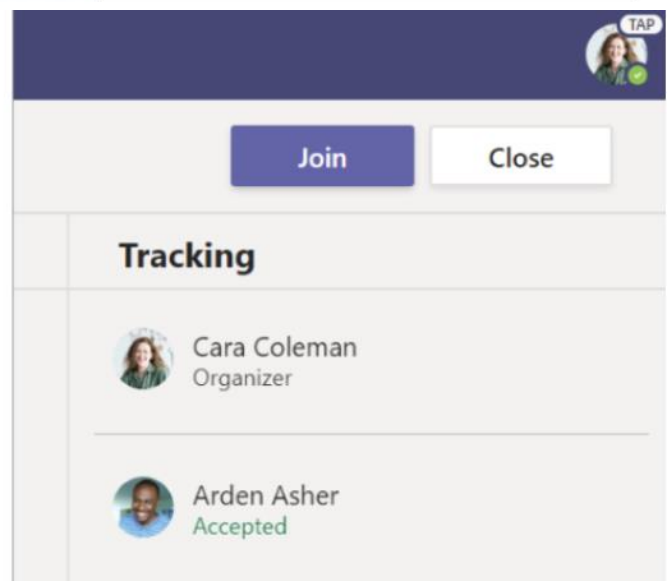 TAP
Join Close
Tracking
Cara Coleman
Organizer
Arden Asher
Accepted